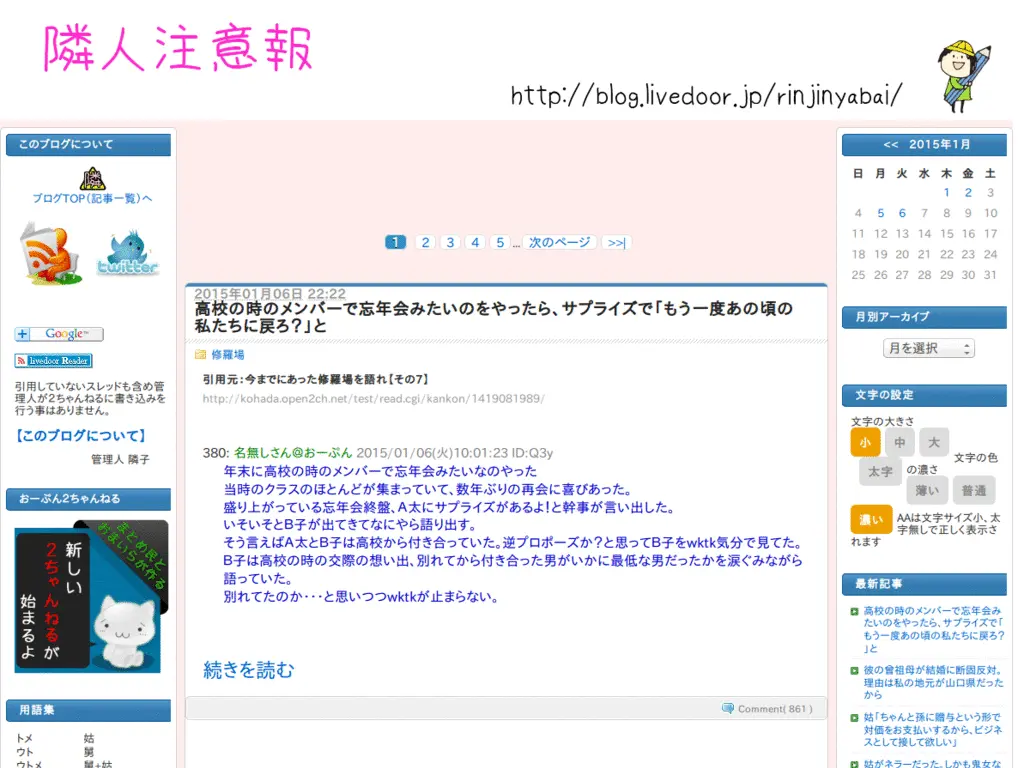 隣人注意報
http://blog.livedoor.jp/rinjinyabai/
このブログについて
ブログTOP(記事一覧)へ
twitter
Google™
livedoor Reader
引用していないスレッドも含め管
理人が2ちゃんねるに書き込みを
行う事はありません。
【このブログについて】
管理人 隣子
おーぷん2ちゃんねる
まとめ民と
おまいらが作る
新しい
2ちゃんねるが
始まるよ
用語集
トメ 姑
ウト 舅
ウトメ 舅+姑
1 2 3 4 5 ... 次のページ >>|
2015年01月06日 22:22
高校の時のメンバーで忘年会みたいのをやったら、サプライズで「もう一度あの頃の
私たちに戻ろ?」と
修羅場
引用元:今までにあった修羅場を語れ【その7】
http://kohada.open2ch.net/test/read.cgi/kankon/1419081989/
380: 名無しさん@おーぷん 2015/01/06(火)10:01:23 ID:Q3y
年末に高校の時のメンバーで忘年会みたいなのやった
当時のクラスのほとんどが集まっていて、数年ぶりの再会に喜びあった。
盛り上がっている忘年会終盤、A太にサプライズがあるよ!と幹事が言い出した。
いそいそとB子が出てきてなにやら語り出す。
そう言えばA太とB子は高校から付き合っていた。逆プロポーズか?と思ってB子をwktk気分で見てた。
B子は高校の時の交際の想い出、別れてから付き合った男がいかに最低な男だったかを涙ぐみながら
語っていた。
別れてたのか・・・と思いつつwktkが止まらない。
続きを読む
Comment( 861 )
<< 2015年1月
日 月 火 水 木 金 土
1 2 3
4 5 6 7 8 9 10
11 12 13 14 15 16 17
18 19 20 21 22 23 24
25 26 27 28 29 30 31
月別アーカイブ
月を選択
文字の設定
文字の大きさ
小 中 大
文字の色
太字 の濃さ
薄い 普通
濃い AAは文字サイズ小、太
字無しで正しく表示さ
れます
最新記事
高校の時のメンバーで忘年会み
たいのをやったら、サプライズで「
もう一度あの頃の私たちに戻ろ?
」と
彼の曾祖母が結婚に断固反対。
理由は私の地元が山口県だった
から
姑「ちゃんと孫に贈与という形で
対価をお支払いするから、ビジネ
スとして接して欲しい」
姑がネラーだった。しかも鬼女な